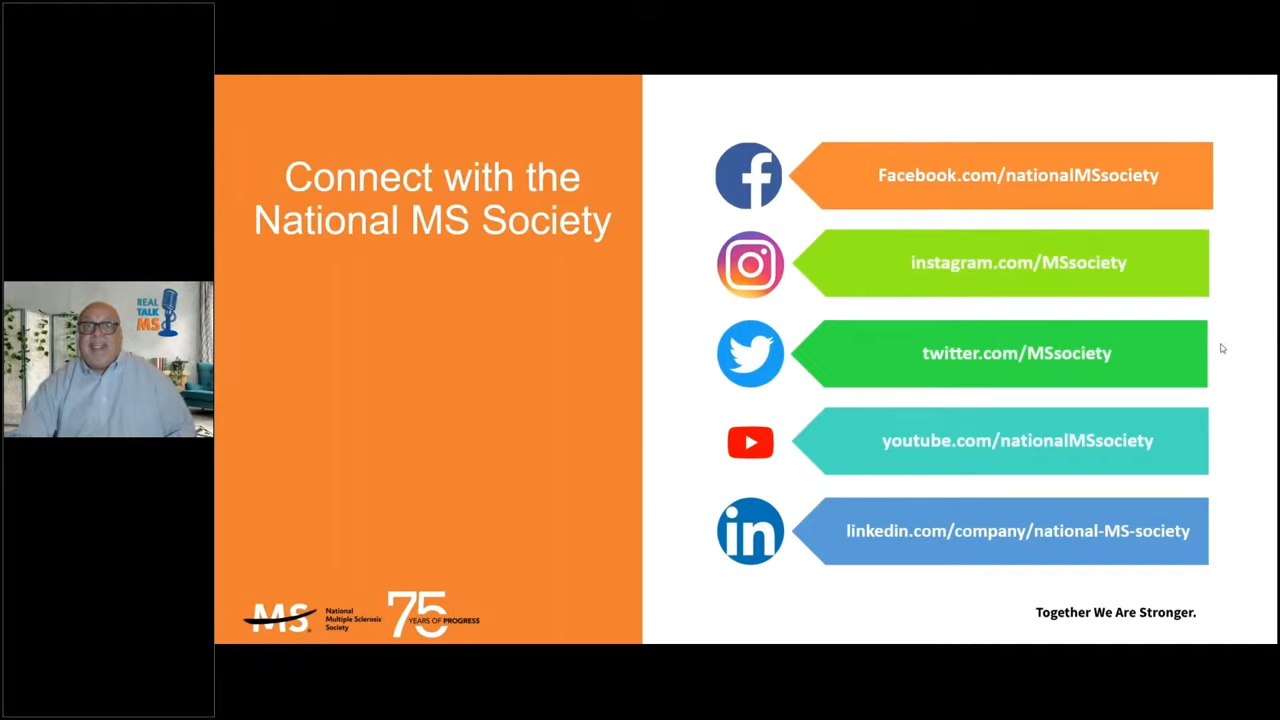 REAL
TALK
MS
Connect with the
National MS Society
Facebook.com/nationalMSsociety
instagram.com/MSsociety
twitter.com/MSsociety
youtube.com/nationalMSsociety
in
linkedin.com/company/national-MS-society
MS
National
Multiple Sclerosis
Society
75
YEARS OF PROGRESS
Together We Are Stronger.